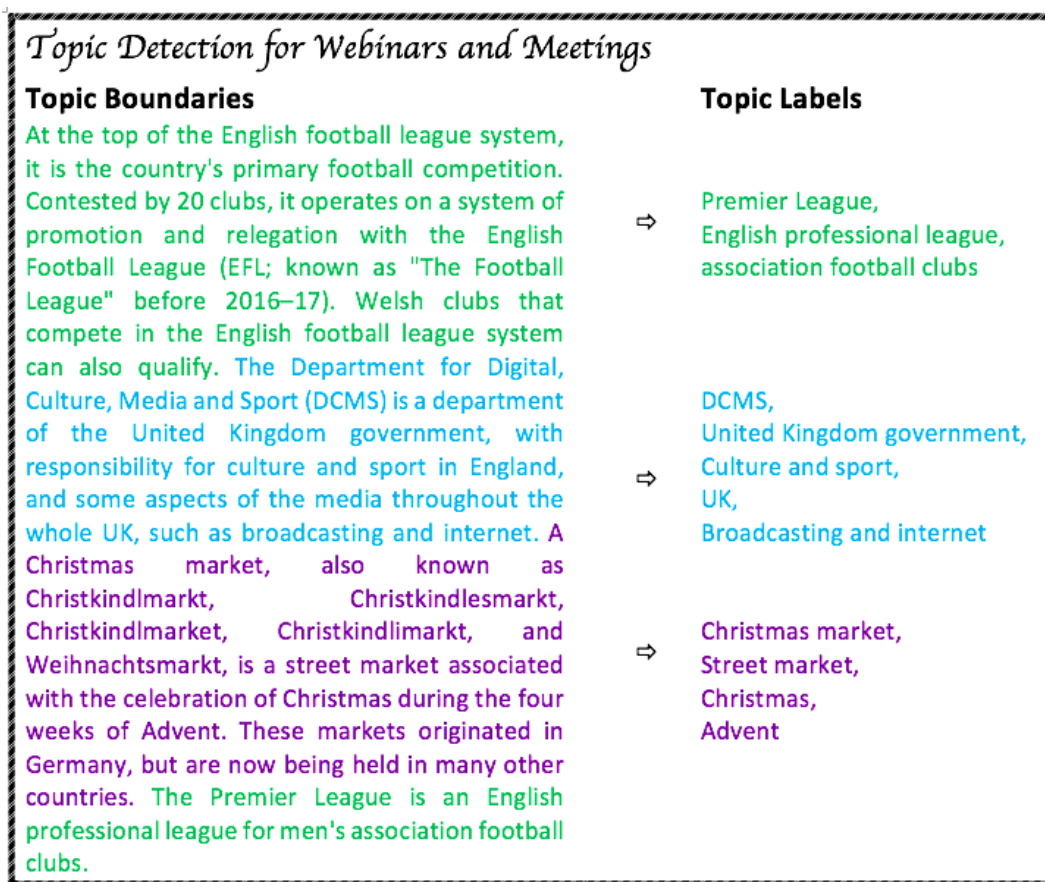 Topic Detection for Webinars and Meetings
Topic Boundaries
At the top of the English football league system,
it is the country's primary football competition.
Contested by 20 clubs, it operates on a system of
promotion and relegation with the English
Football League (EFL; known as "The Football
League" before 2016–17). Welsh clubs that
compete in the English football league system
can also qualify. The Department for Digital,
Culture, Media and Sport (DCMS) is a department
of the United Kingdom government, with
responsibility for culture and sport in England,
and some aspects of the media throughout the
whole UK, such as broadcasting and internet. A
Christmas market, also known as
Christkindlmarkt, Christkindlesmarkt,
Christkindlmarket, Christkindlimarkt, and
Weihnachtsmarkt, is a street market associated
with the celebration of Christmas during the four
weeks of Advent. These markets originated in
Germany, but are now being held in many other
countries. The Premier League is an English
professional league for men's association football
clubs.
Topic Labels
⇨ Premier League,
English professional league,
association football clubs
DCMS,
United Kingdom government,
⇨ Culture and sport,
UK,
Broadcasting and internet
⇨ Christmas market,
Street market,
Christmas,
Advent